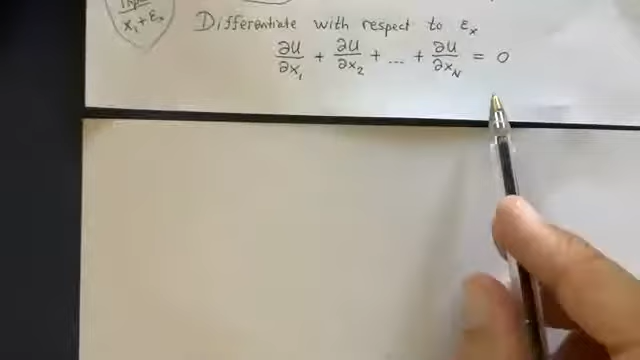 x₁ + εₓ
Differentiate with respect to εₓ
∂U/∂x₁ + ∂U/∂x₂ + ... + ∂U/∂x_N = 0